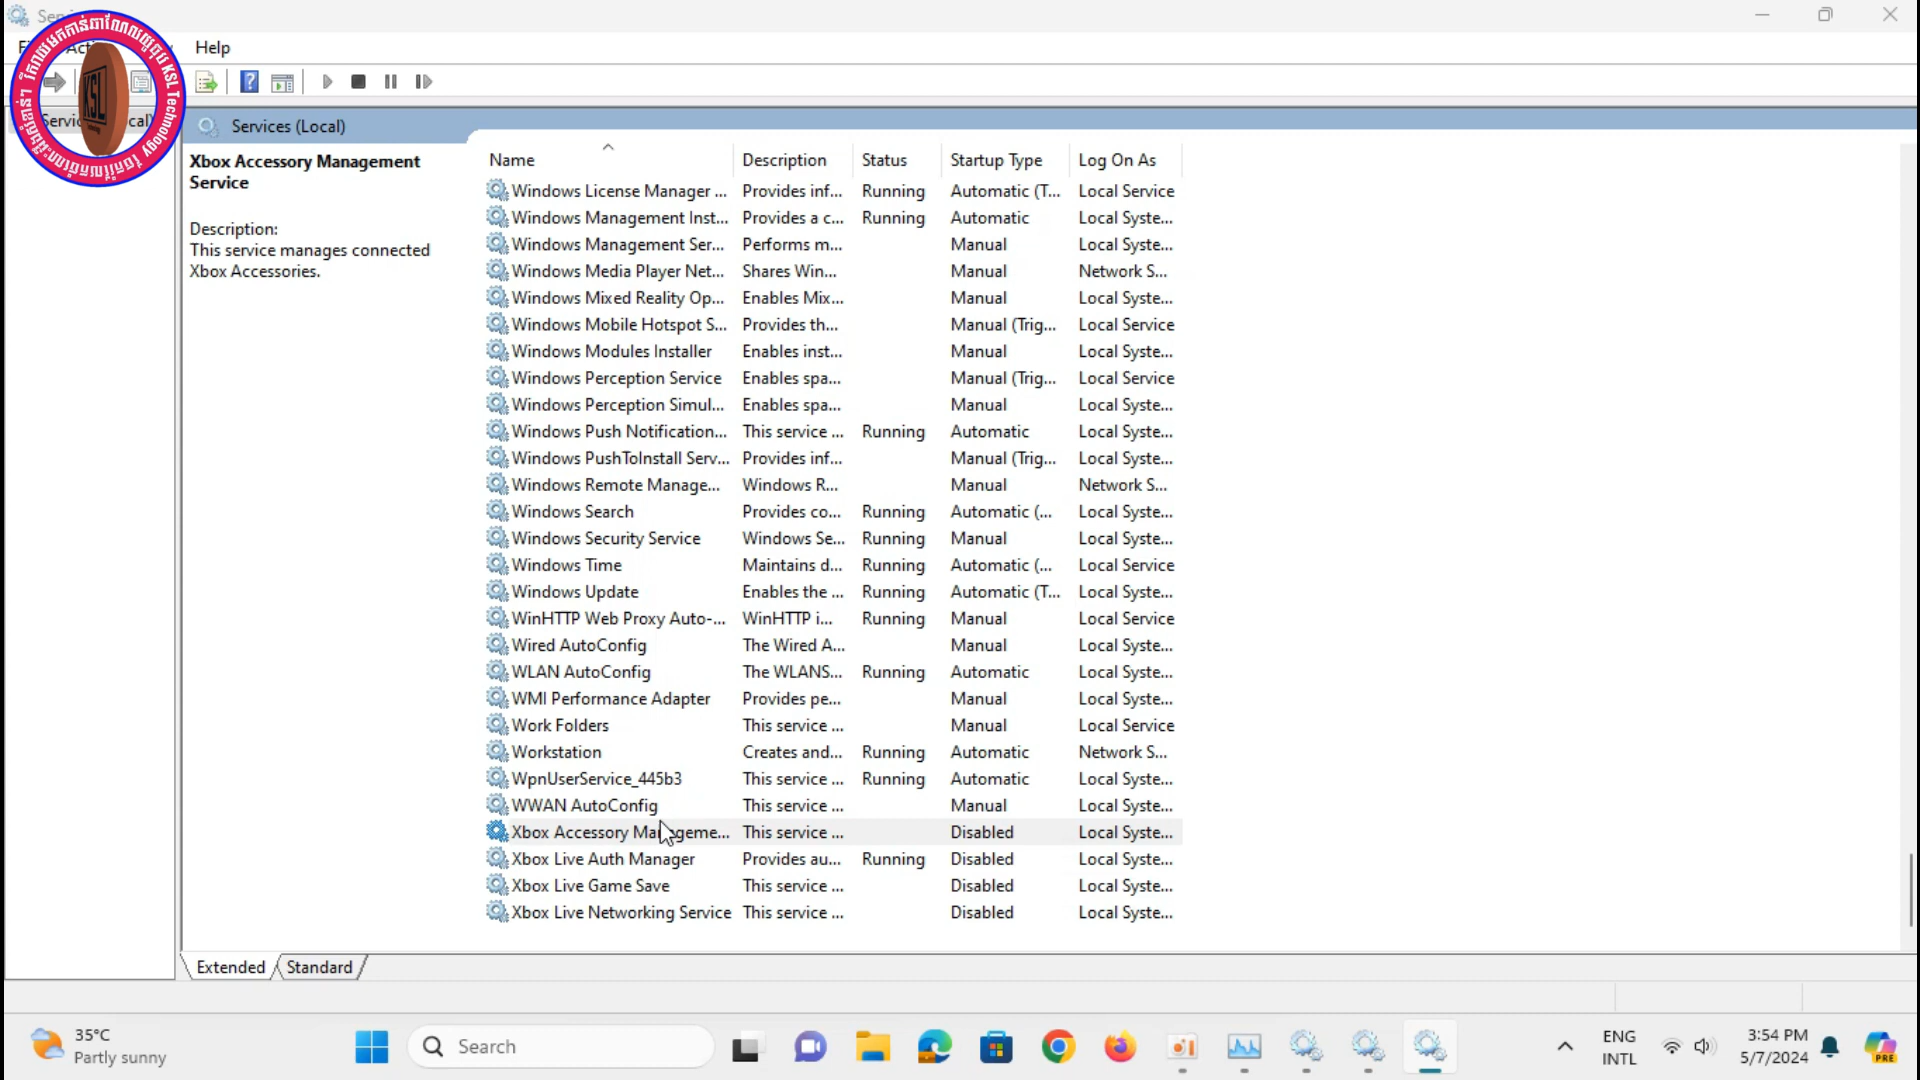 Help
KSL Technology
KSL
Services (Local)
Xbox Accessory Management
Service
Description:
This service manages connected
Xbox Accessories.
Name Description Status Startup Type Log On As
Windows License Manager ... Provides inf... Running Automatic (T... Local Service
Windows Management Inst... Provides a c... Running Automatic Local Syste...
Windows Management Ser... Performs m... Manual Local Syste...
Windows Media Player Net... Shares Win... Manual Network S...
Windows Mixed Reality Op... Enables Mix... Manual Local Syste...
Windows Mobile Hotspot S... Provides th... Manual (Trig... Local Service
Windows Modules Installer Enables inst... Manual Local Syste...
Windows Perception Service Enables spa... Manual (Trig... Local Service
Windows Perception Simul... Enables spa... Manual Local Syste...
Windows Push Notification... This service ... Running Automatic Local Syste...
Windows PushToInstall Serv... Provides inf... Manual (Trig... Local Syste...
Windows Remote Manage... Windows R... Manual Network S...
Windows Search Provides co... Running Automatic (... Local Syste...
Windows Security Service Windows Se... Running Manual Local Syste...
Windows Time Maintains d... Running Automatic (... Local Service
Windows Update Enables the ... Running Automatic (T... Local Syste...
WinHTTP Web Proxy Auto-... WinHTTP i... Running Manual Local Service
Wired AutoConfig The Wired A... Manual Local Syste...
WLAN AutoConfig The WLANS... Running Automatic Local Syste...
WMI Performance Adapter Provides pe... Manual Local Syste...
Work Folders This service ... Manual Local Service
Workstation Creates and... Running Automatic Network S...
WpnUserService_445b3 This service ... Running Automatic Local Syste...
WWAN AutoConfig This service ... Manual Local Syste...
Xbox Accessory Manageme... This service ... Disabled Local Syste...
Xbox Live Auth Manager Provides au... Running Disabled Local Syste...
Xbox Live Game Save This service ... Disabled Local Syste...
Xbox Live Networking Service This service ... Disabled Local Syste...
Extended Standard
35°C
Partly sunny
Search
ENG
INTL
3:54 PM
5/7/2024
PRE